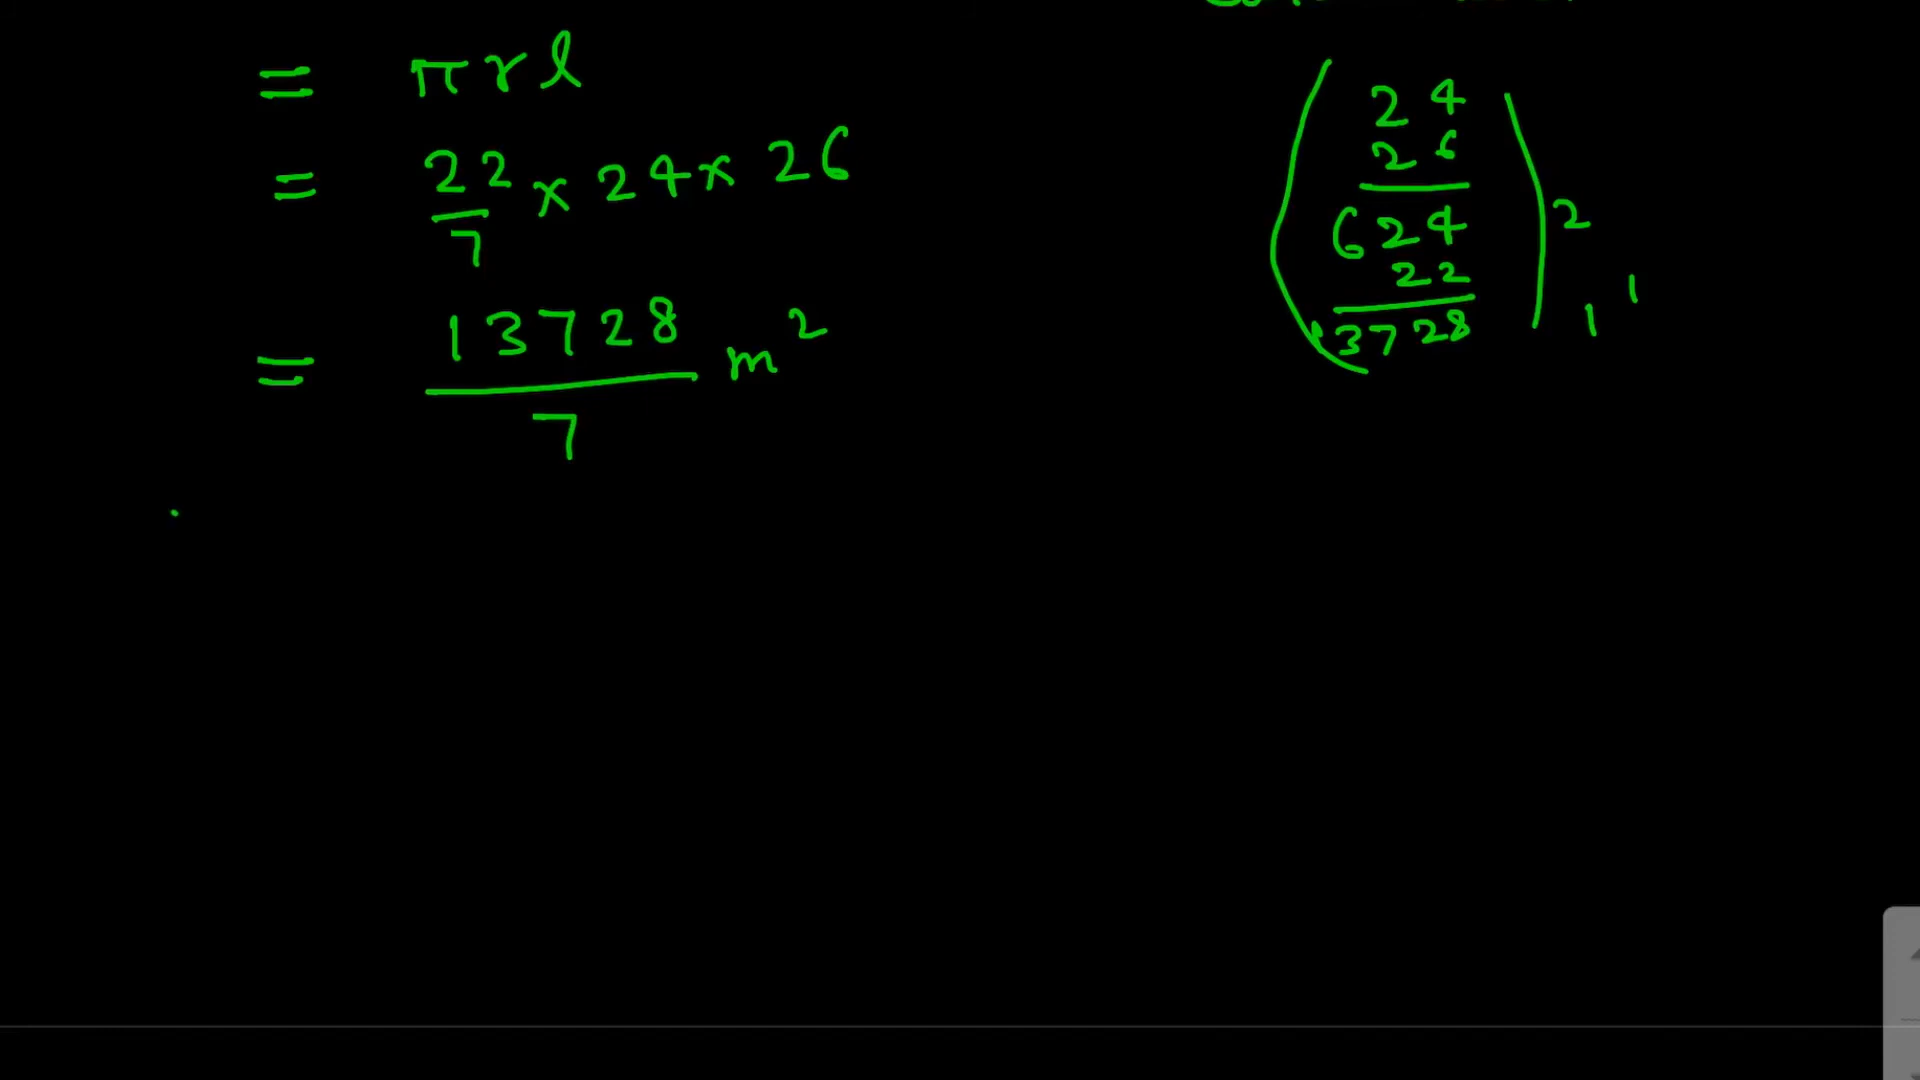 = πrl
= 22/7 × 24 × 26
= 13728/7 m²
24
26
624
22
13728
2
1 1